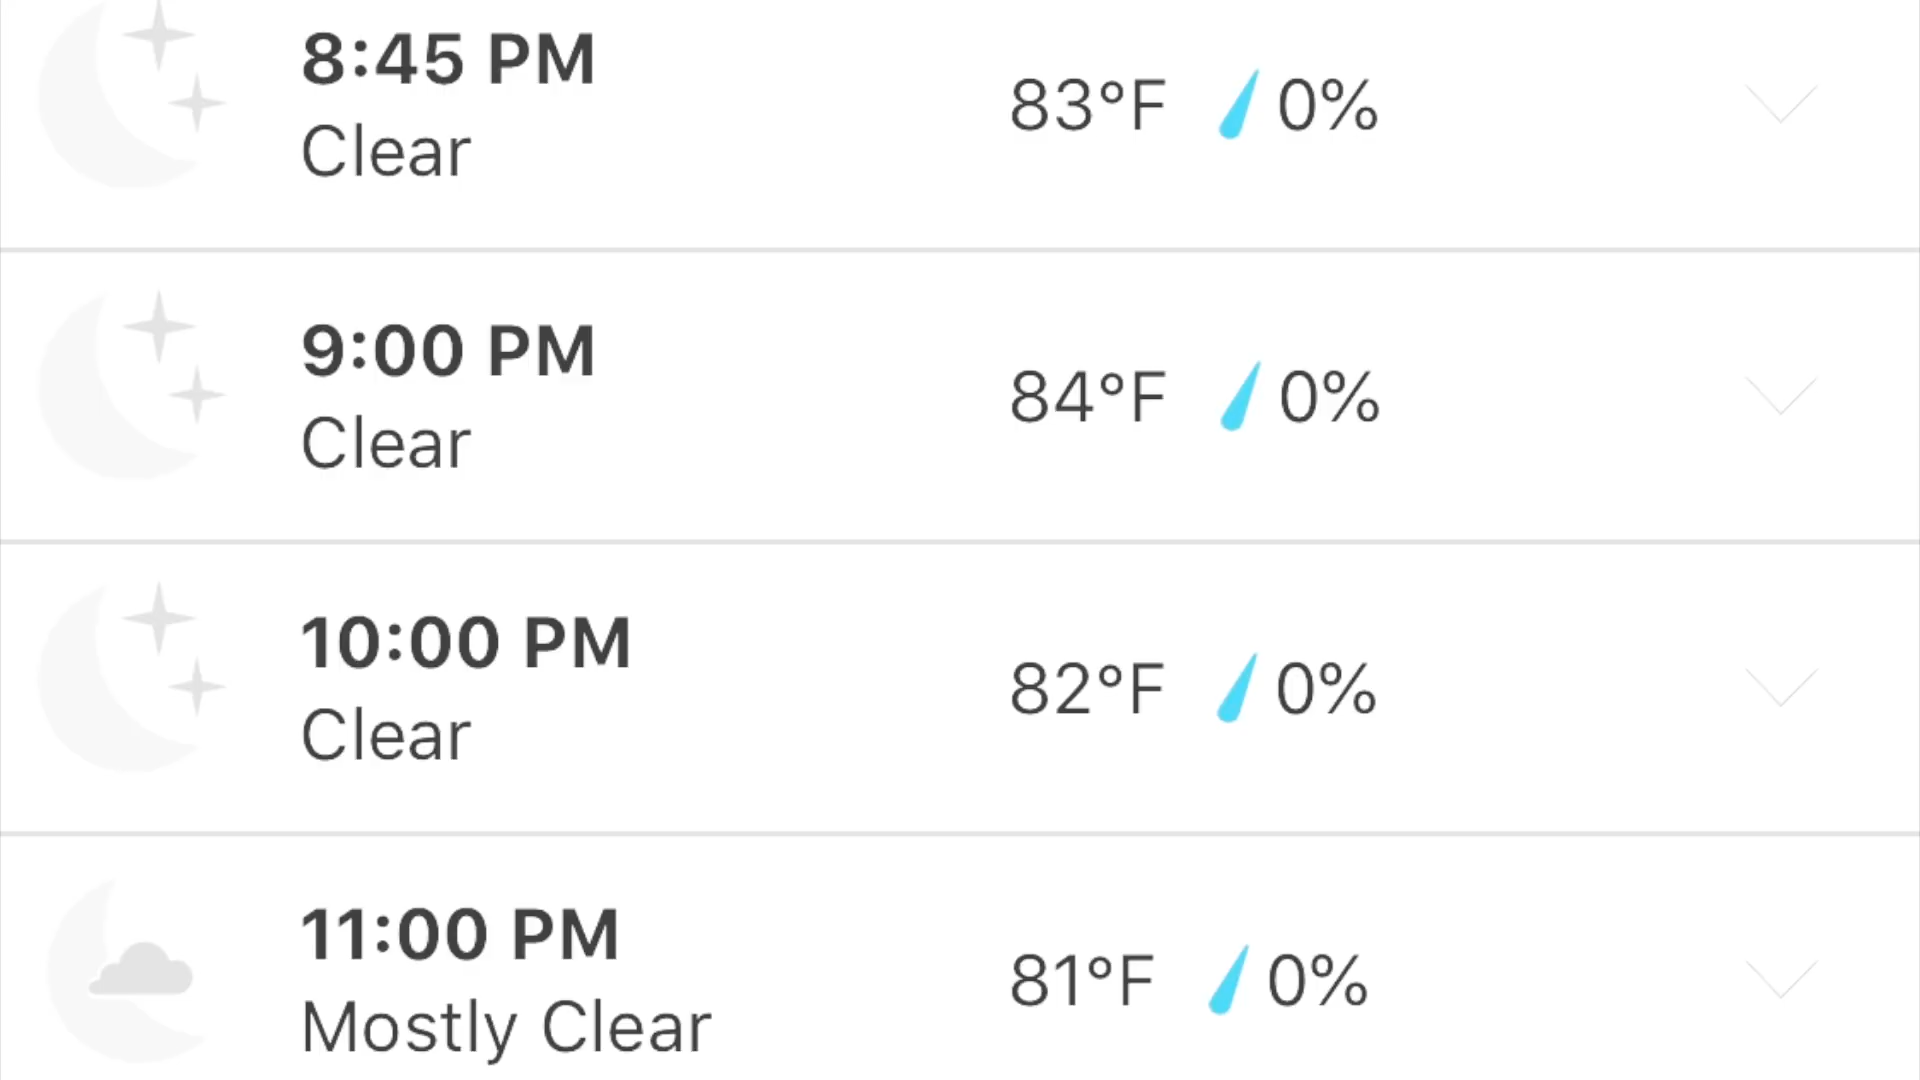 8:45 PM
Clear
83°F 0%
9:00 PM
Clear
84°F 0%
10:00 PM
Clear
82°F 0%
11:00 PM
Mostly Clear
81°F 0%